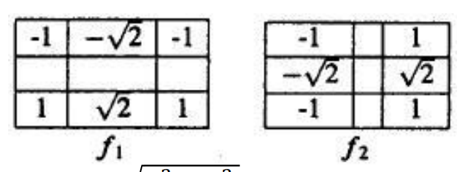 -1 -√2 -1 -1 1
-√2 √2
1 √2 1 -1 1
f₁ f₂